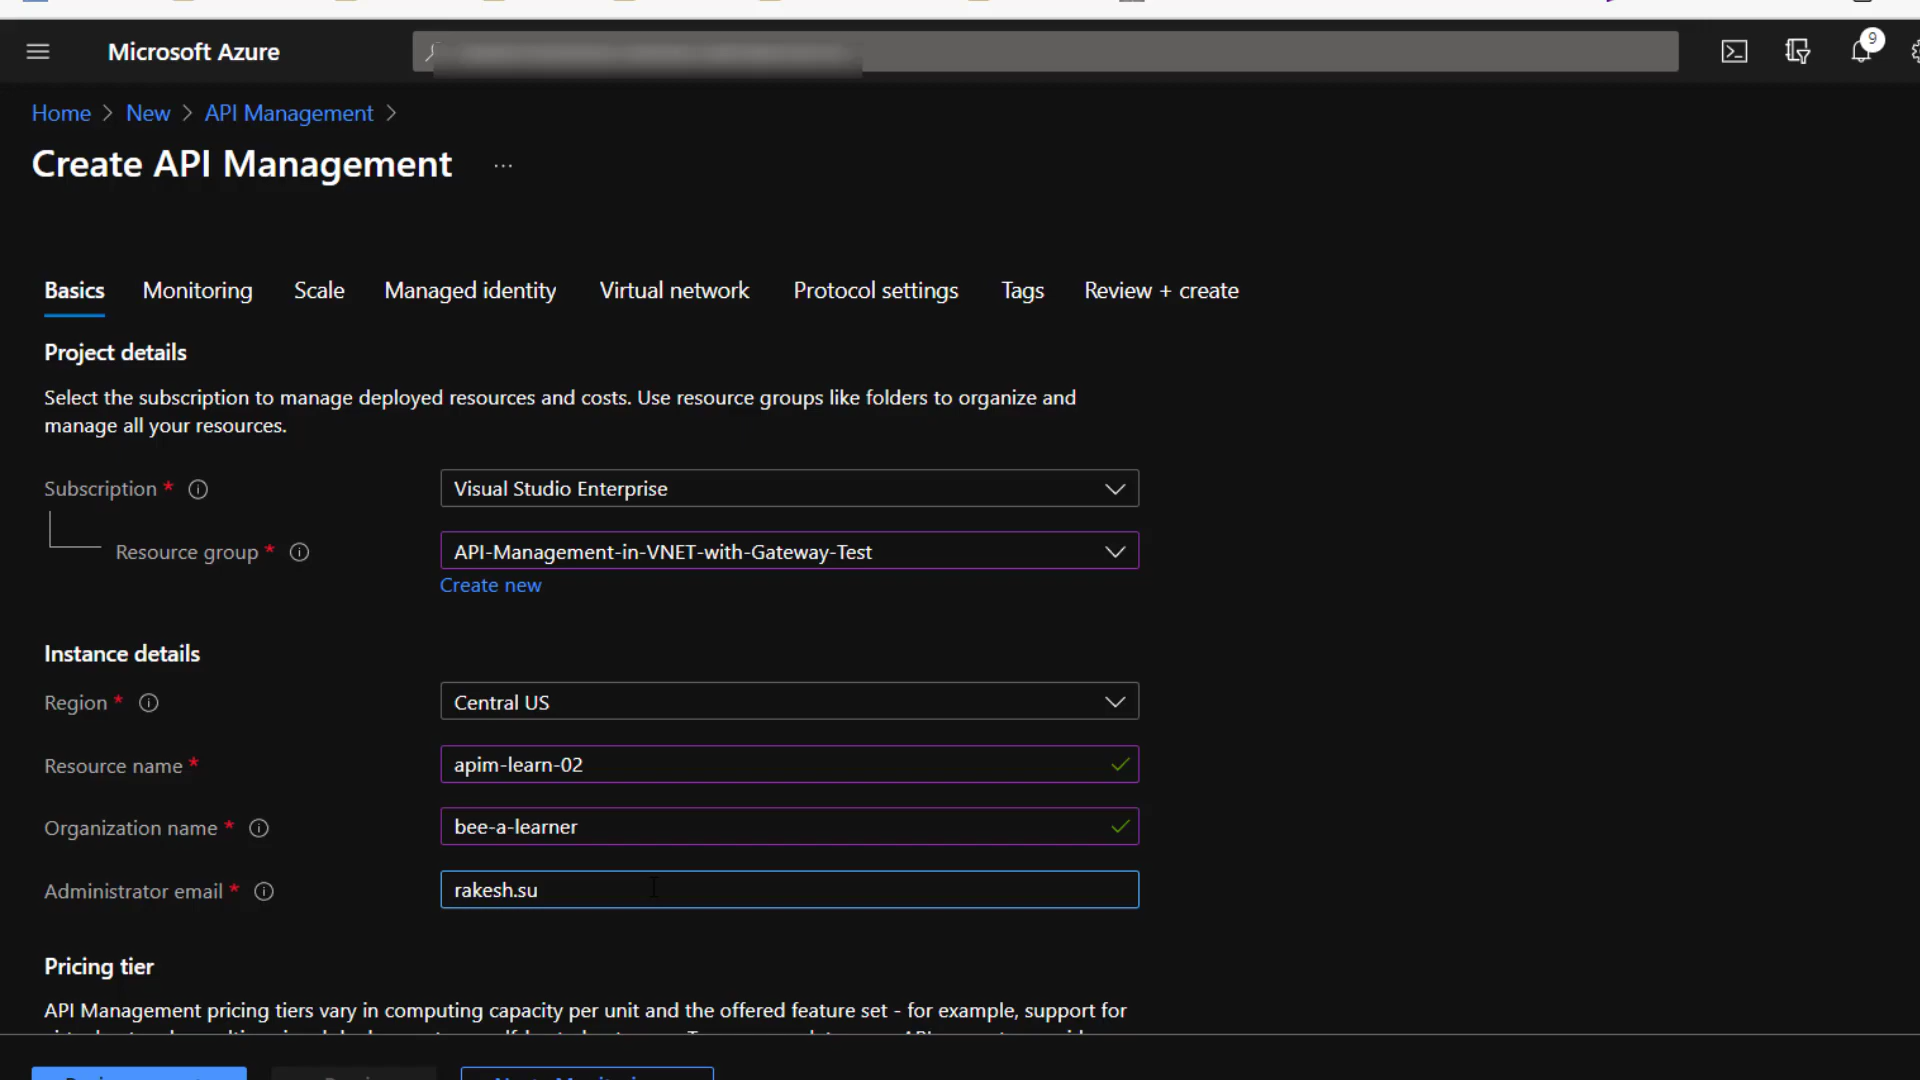 Microsoft Azure
9
Home > New > API Management >
Create API Management ...
Basics Monitoring Scale Managed identity Virtual network Protocol settings Tags Review + create
Project details
Select the subscription to manage deployed resources and costs. Use resource groups like folders to organize and
manage all your resources.
Subscription * Visual Studio Enterprise
Resource group * API-Management-in-VNET-with-Gateway-Test
Create new
Instance details
Region * Central US
Resource name * apim-learn-02
Organization name * bee-a-learner
Administrator email * rakesh.su
Pricing tier
API Management pricing tiers vary in computing capacity per unit and the offered feature set - for example, support for